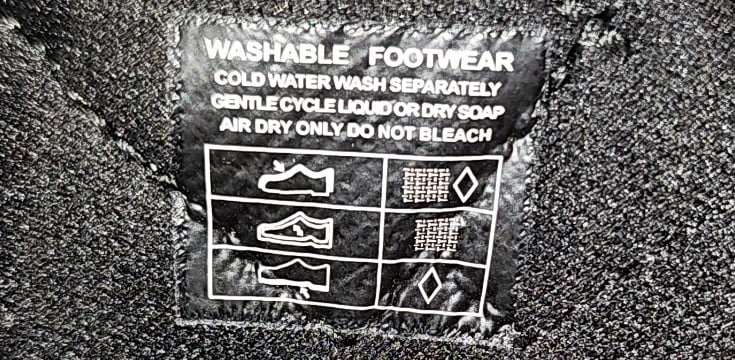 WASHABLE FOOTWEAR
COLD WATER WASH SEPARATELY
GENTLE CYCLE LIQUID OR DRY SOAP
AIR DRY ONLY DO NOT BLEACH